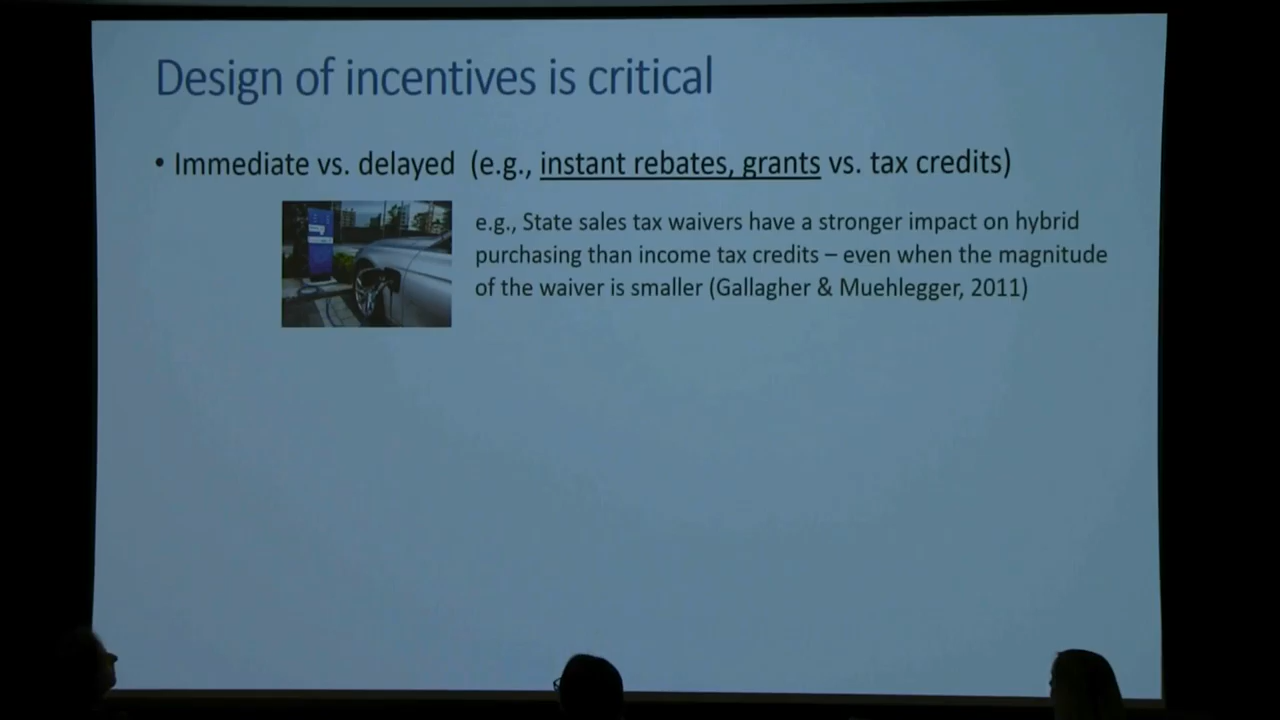 Design of incentives is critical
• Immediate vs. delayed (e.g., instant rebates, grants vs. tax credits)
e.g., State sales tax waivers have a stronger impact on hybrid
purchasing than income tax credits – even when the magnitude
of the waiver is smaller (Gallagher & Muehlegger, 2011)